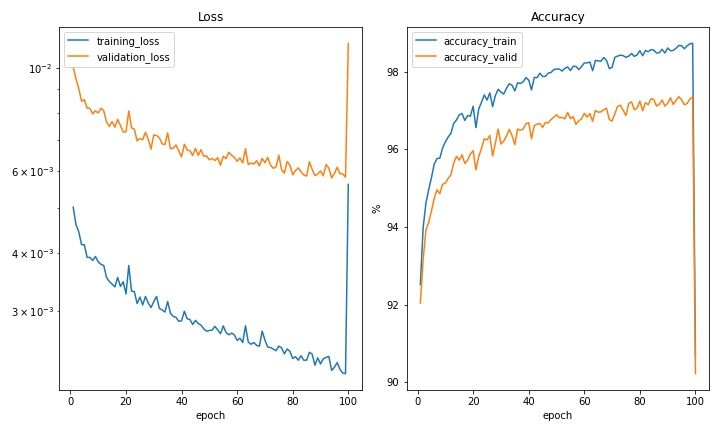 Loss
training_loss
validation_loss
10⁻²
6 × 10⁻³
4 × 10⁻³
3 × 10⁻³
0
20
40
60
80
100
epoch
Accuracy
accuracy_train
accuracy_valid
98
96
94
92
90
%
0
20
40
60
80
100
epoch